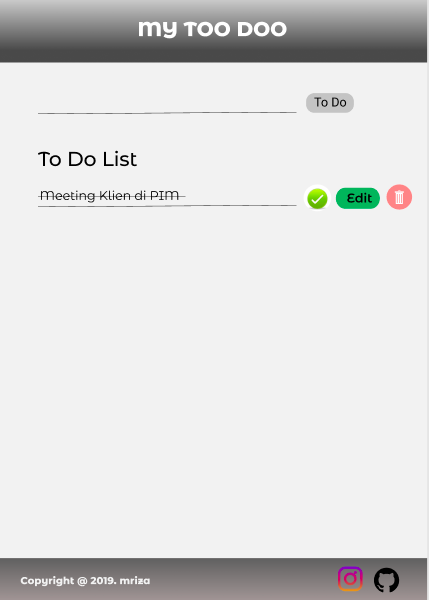 MY TOO DOO
To Do
To Do List
Meeting Klien di PIM
Edit
Copyright @ 2019. mriza